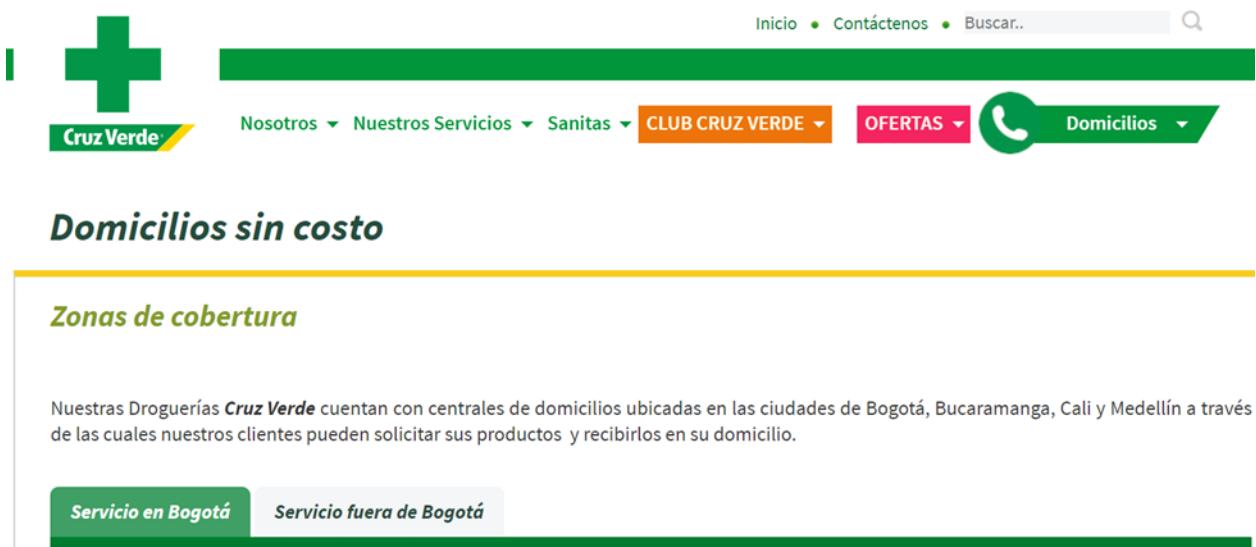 Inicio • Contáctenos • Buscar..
Cruz Verde
Nosotros Nuestros Servicios Sanitas CLUB CRUZ VERDE OFERTAS Domicilios
Domicilios sin costo
Zonas de cobertura
Nuestras Droguerías Cruz Verde cuentan con centrales de domicilios ubicadas en las ciudades de Bogotá, Bucaramanga, Cali y Medellín a través
de las cuales nuestros clientes pueden solicitar sus productos y recibirlos en su domicilio.
Servicio en Bogotá Servicio fuera de Bogotá